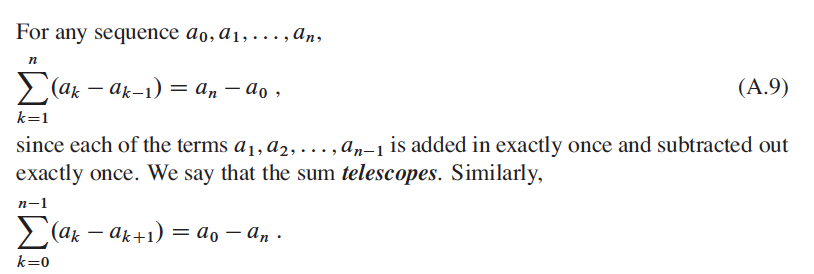 For any sequence a₀, a₁, . . . , aₙ,
n
∑(aₖ − aₖ₋₁) = aₙ − a₀ , (A.9)
k=1
since each of the terms a₁, a₂, . . . , aₙ₋₁ is added in exactly once and subtracted out
exactly once. We say that the sum telescopes. Similarly,
n−1
∑(aₖ − aₖ₊₁) = a₀ − aₙ .
k=0